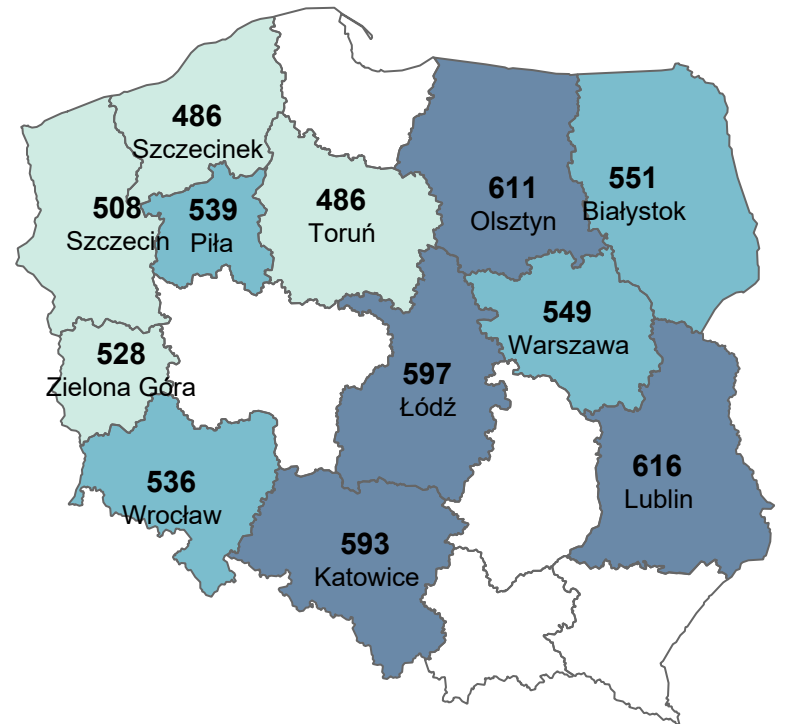 486
Szczecinek
508
Szczecin
539
Piła
486
Toruń
611
Olsztyn
551
Białystok
549
Warszawa
528
Zielona Góra
597
Łódź
536
Wrocław
616
Lublin
593
Katowice